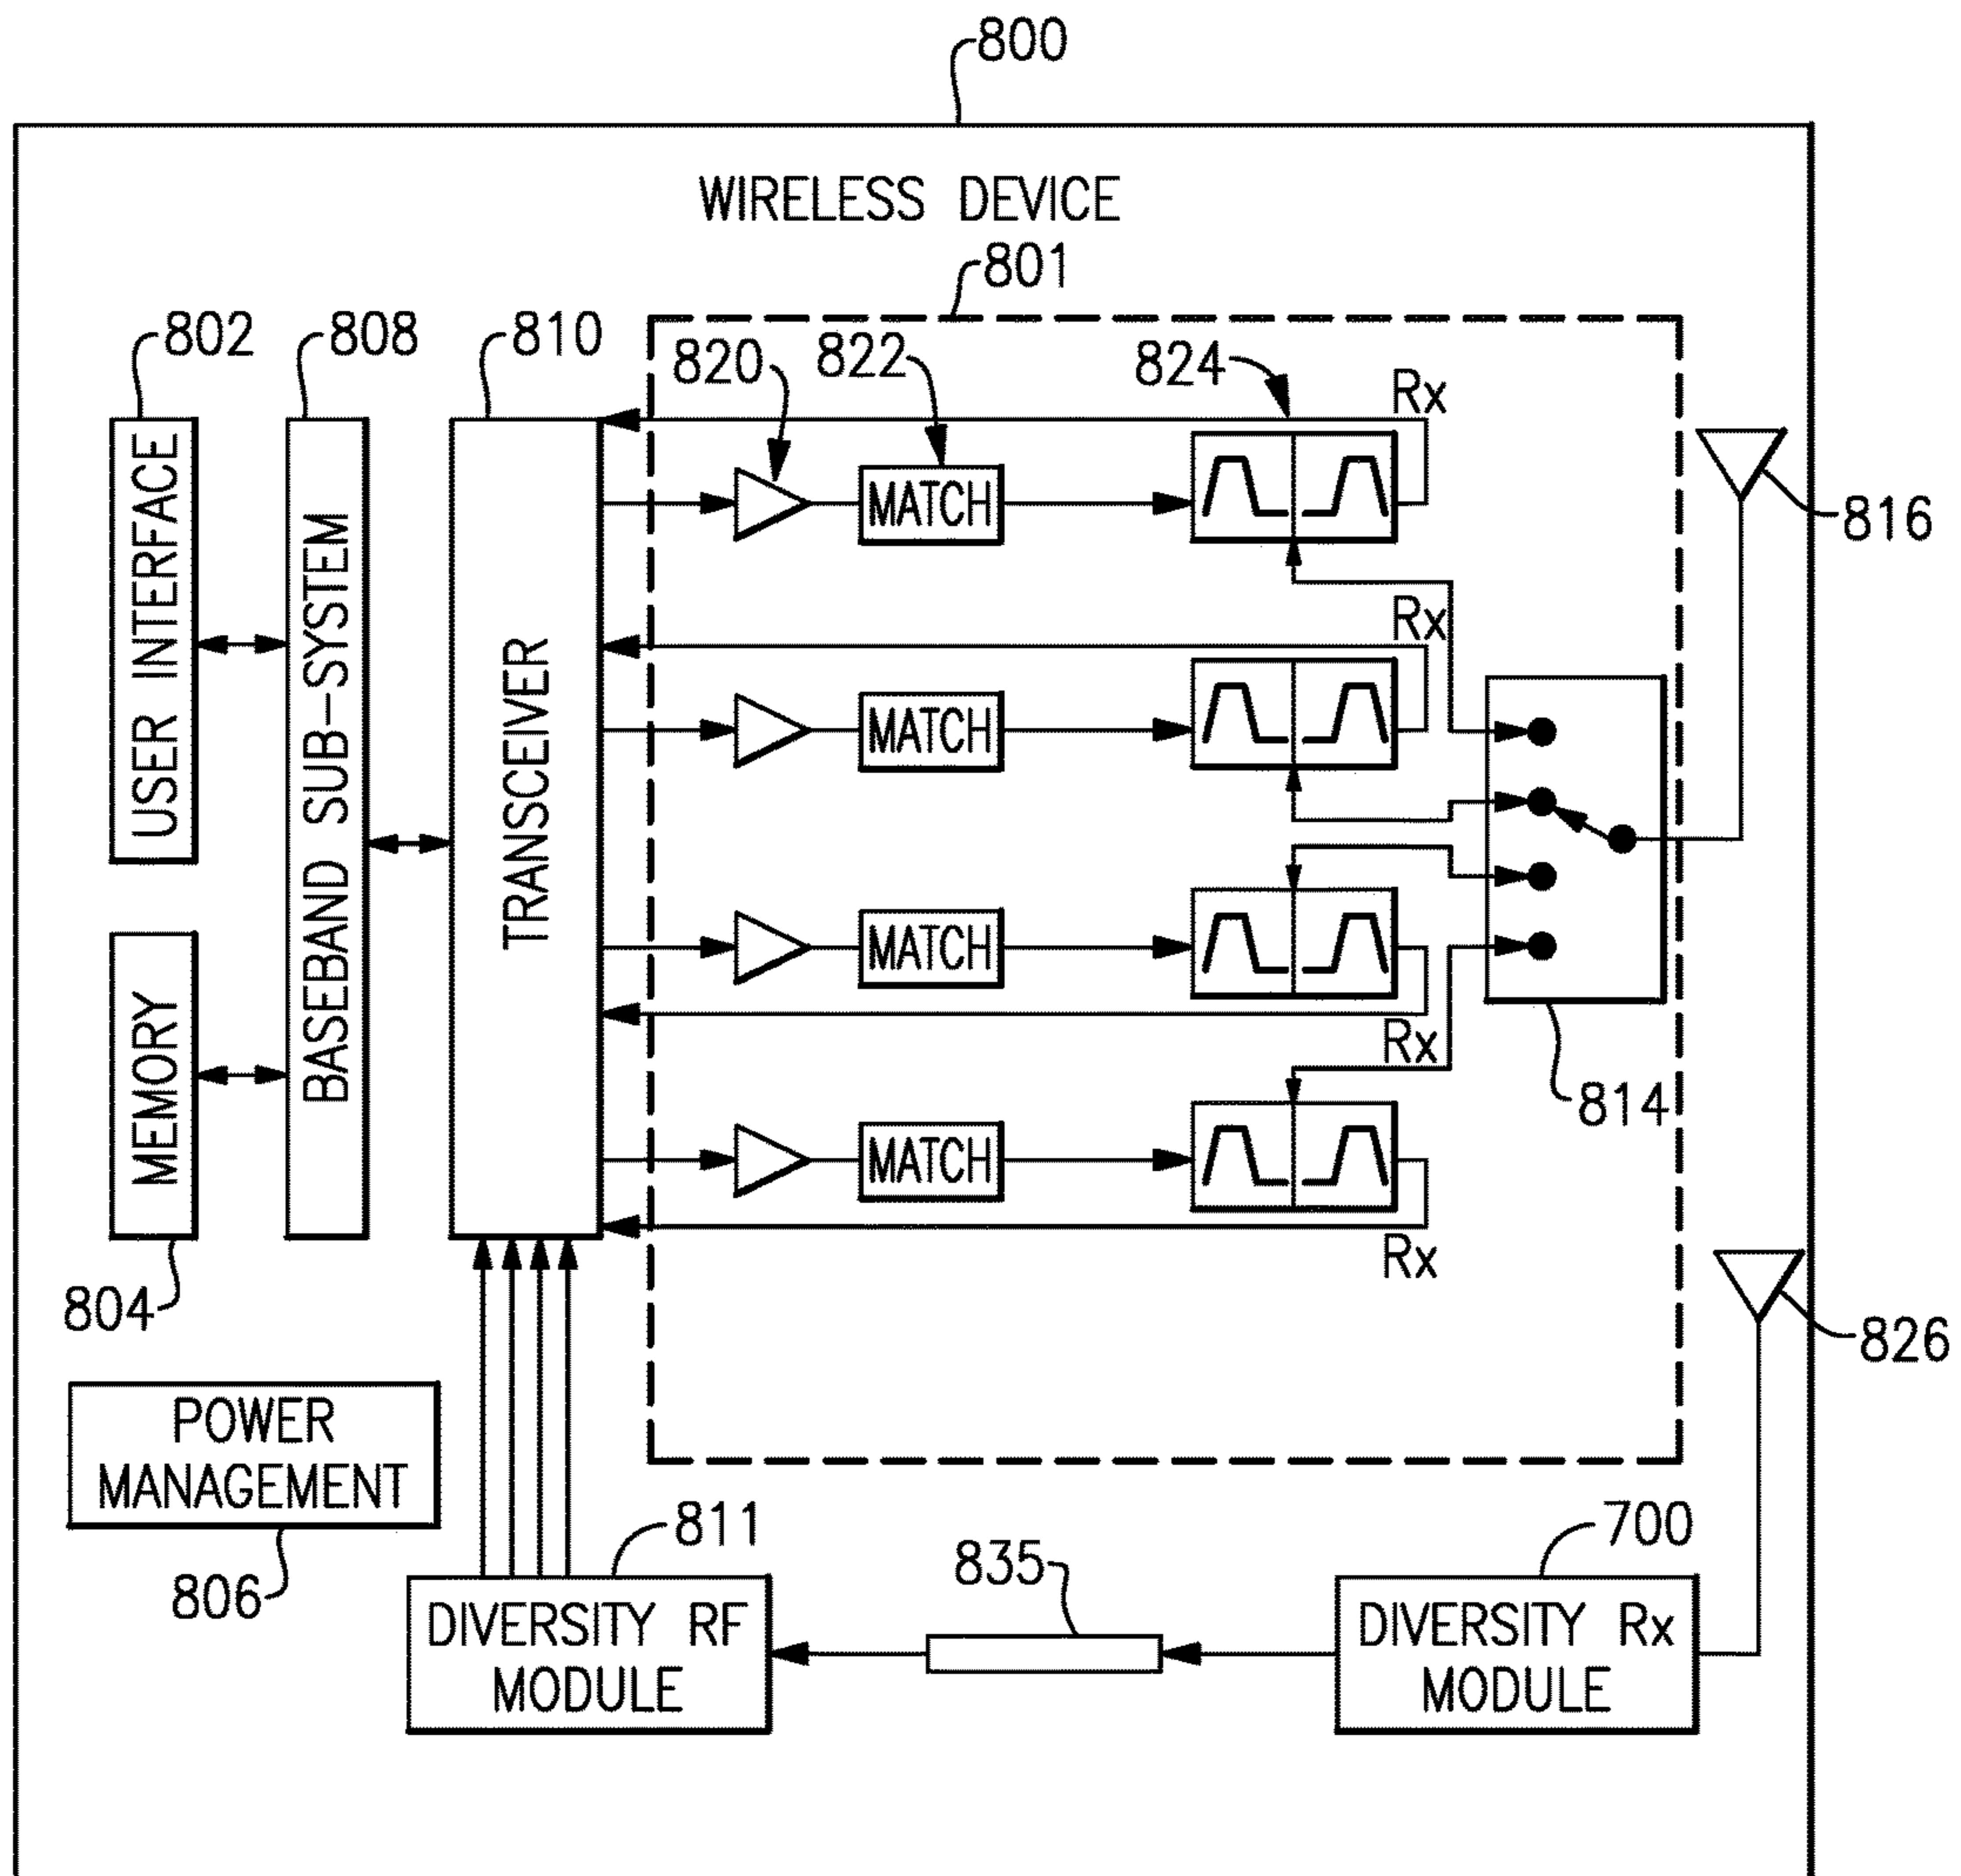 800
WIRELESS DEVICE
801
802
808
810
820
822
824
Rx
USER INTERFACE
BASEBAND SUB-SYSTEM
TRANSCEIVER
MATCH
816
Rx
MATCH
MATCH
Rx
814
MEMORY
MATCH
Rx
804
826
POWER
MANAGEMENT
806
811
835
700
DIVERSITY RF
MODULE
DIVERSITY Rx
MODULE